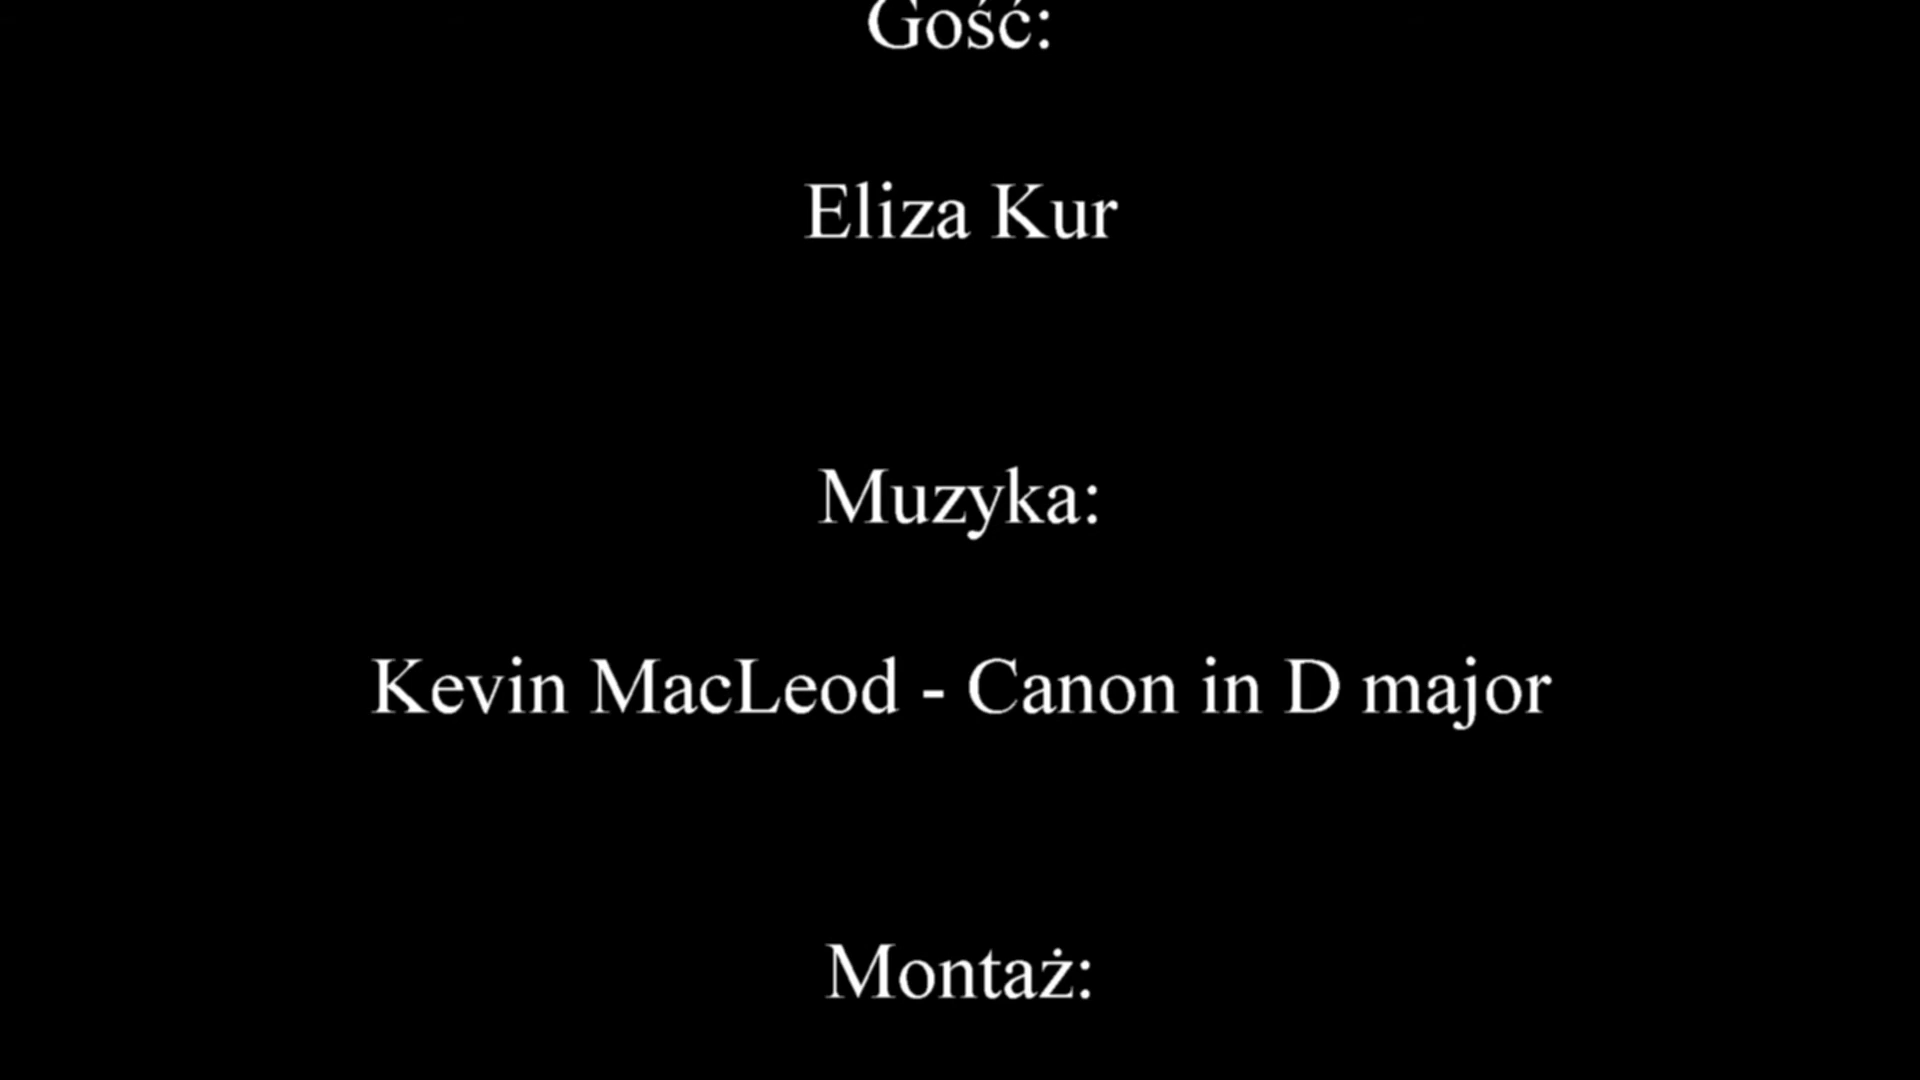 Gość:
Eliza Kur
Muzyka:
Kevin MacLeod - Canon in D major
Montaż: